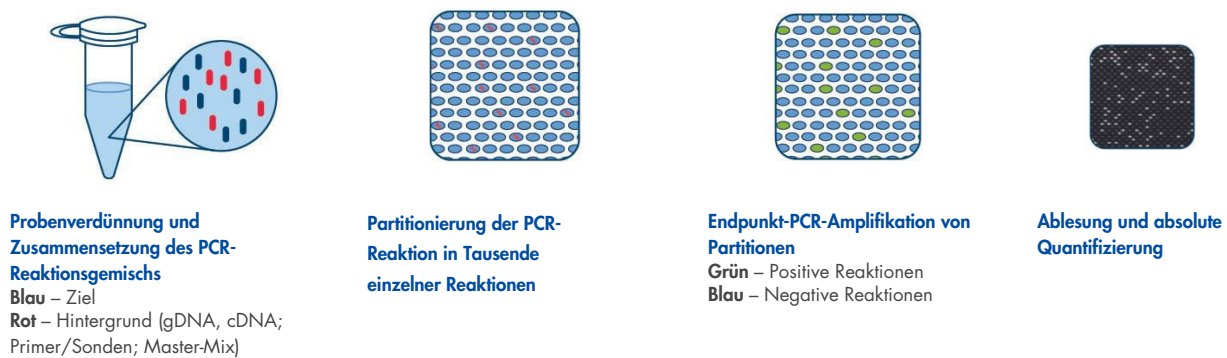 Probenverdünnung und
Zusammensetzung des PCR-
Reaktionsgemischs
Blau – Ziel
Rot – Hintergrund (gDNA, cDNA;
Primer/Sonden; Master-Mix)
Partitionierung der PCR-
Reaktion in Tausende
einzelner Reaktionen
Endpunkt-PCR-Amplifikation von
Partitionen
Grün – Positive Reaktionen
Blau – Negative Reaktionen
Ablesung und absolute
Quantifizierung